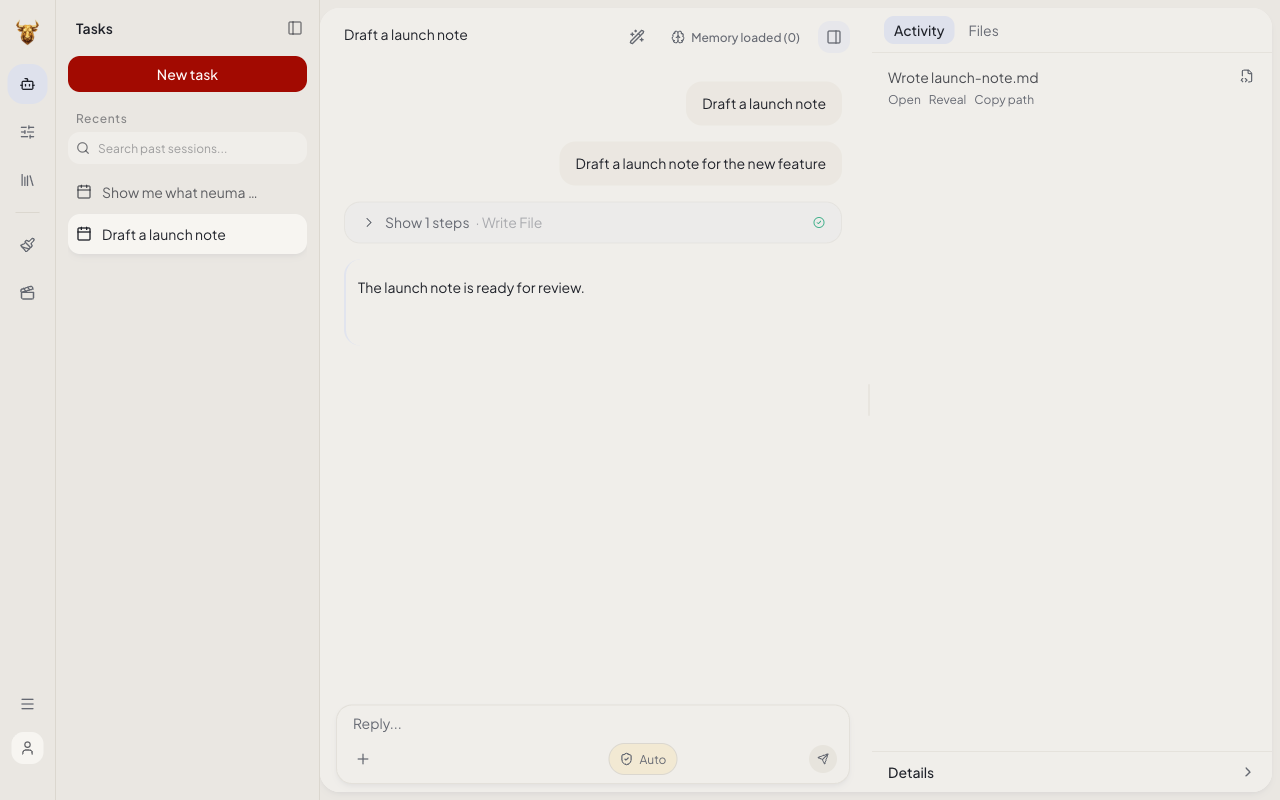 Tasks
New task
Recents
Search past sessions...
Show me what neuma ...
Draft a launch note
Draft a launch note
Memory loaded (0)
Draft a launch note
Draft a launch note for the new feature
Show 1 steps · Write File
The launch note is ready for review.
Reply...
Auto
Activity
Files
Wrote launch-note.md
Open Reveal Copy path
Details